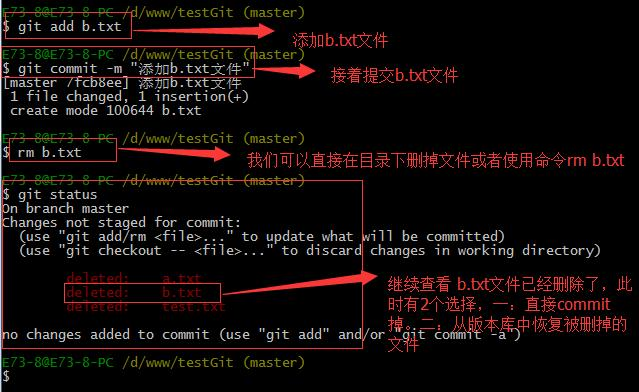 E73-8@E73-8-PC /d/www/testGit (master)
$ git add b.txt
添加b.txt文件
E73-8@E73-8-PC /d/www/testGit (master)
$ git commit -m "添加b.txt文件"
接着提交b.txt文件
[master 7fcb8ee] 添加b.txt文件
1 file changed, 1 insertion(+)
create mode 100644 b.txt
E73-8@E73-8-PC /d/www/testGit (master)
$ rm b.txt
我们可以直接在目录下删掉文件或者使用命令rm b.txt
E73-8@E73-8-PC /d/www/testGit (master)
$ git status
On branch master
Changes not staged for commit:
(use "git add/rm <file>..." to update what will be committed)
(use "git checkout -- <file>..." to discard changes in working directory)
deleted: a.txt
deleted: b.txt
deleted: test.txt
继续查看 b.txt文件已经删除了，此
时有2个选择，一：直接commit
掉。二：从版本库中恢复被删掉的
文件
no changes added to commit (use "git add" and/or "git commit -a")
E73-8@E73-8-PC /d/www/testGit (master)
$